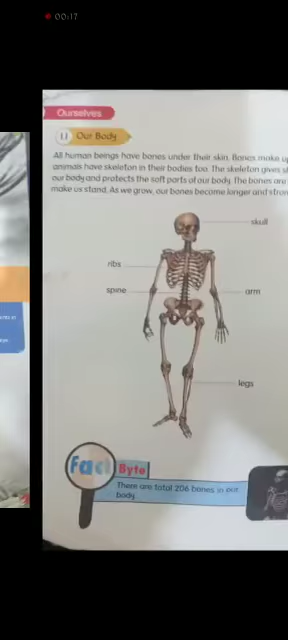 00:17
Ourselves
1.1 Our Body
All human beings have bones under their skin. Bones make up
animals have skeleton in their bodies too. The skeleton gives
our body and protects the soft parts of our body. The bones are
make us stand. As we grow, our bones become longer and
skull
ribs
spine
arm
legs
Fact Byte
There are total 206 bones in our
body.